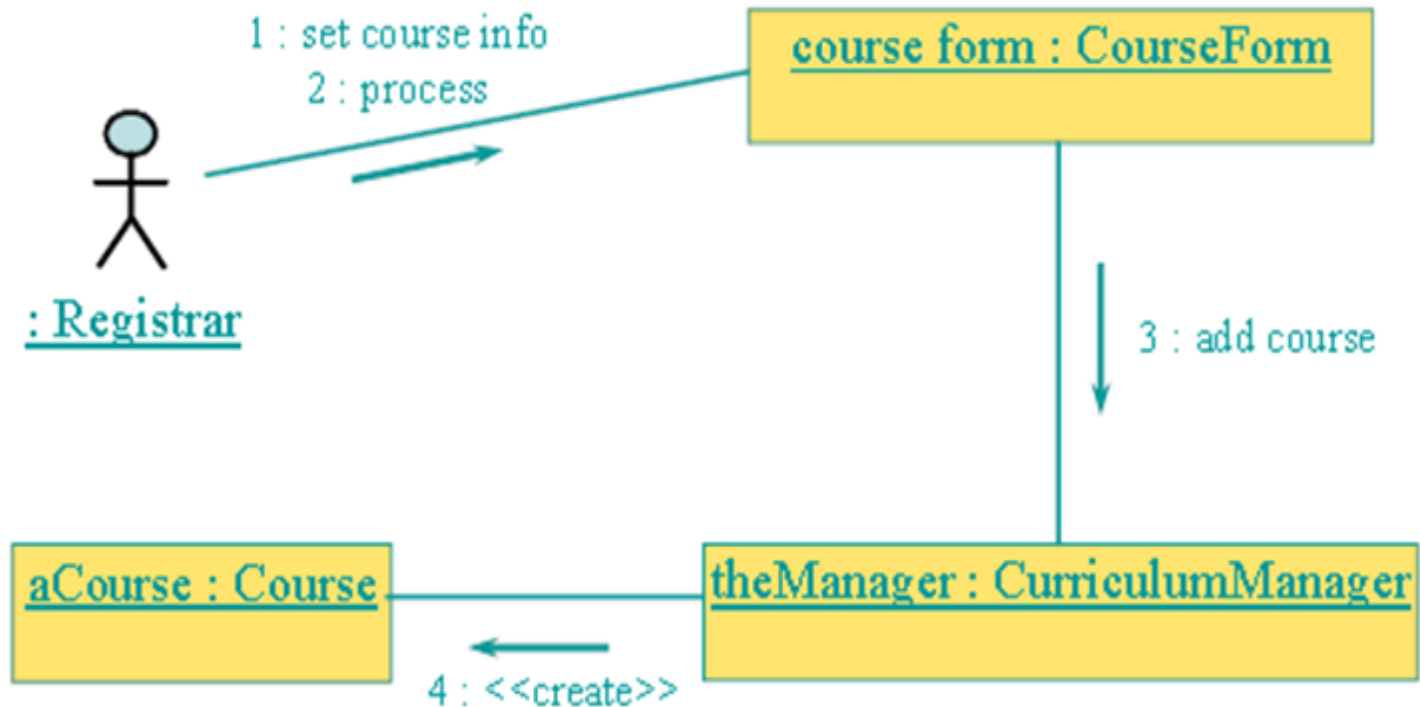 1 : set course info
2 : process
course form : CourseForm
: Registrar
3 : add course
aCourse : Course
theManager : CurriculumManager
4 : <<create>>